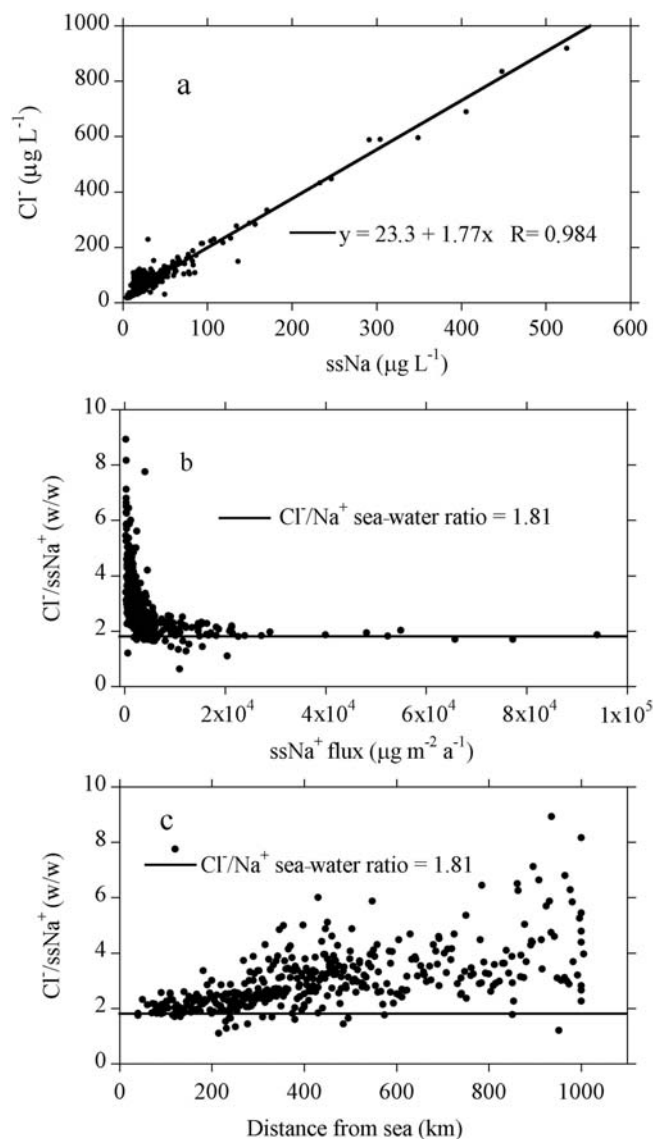 1000
a
800
Cl⁻ (µg L⁻¹)
600
400
y = 23.3 + 1.77x R= 0.984
200
0
0 100 200 300 400 500 600
ssNa (µg L⁻¹)
10
b
8
Cl⁻/Na⁺ sea-water ratio = 1.81
Cl⁻/ssNa⁺ (w/w)
6
4
2
0
0 2x10⁴ 4x10⁴ 6x10⁴ 8x10⁴ 1x10⁵
ssNa⁺ flux (µg m⁻² a⁻¹)
10
c
8
Cl⁻/Na⁺ sea-water ratio = 1.81
Cl⁻/ssNa⁺ (w/w)
6
4
2
0
0 200 400 600 800 1000
Distance from sea (km)